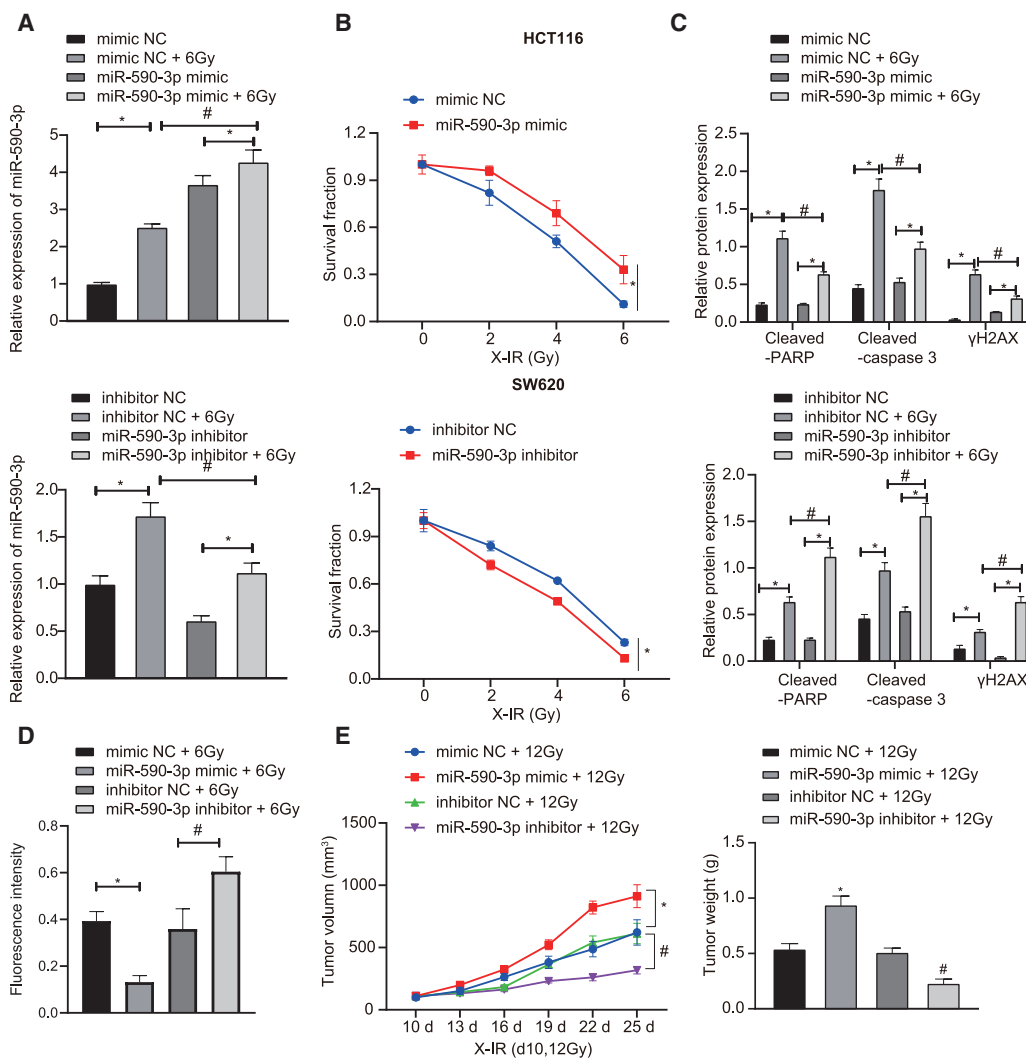 A
mimic NC
mimic NC + 6Gy
miR-590-3p mimic
miR-590-3p mimic + 6Gy
Relative expression of miR-590-3p
5
4
3
2
1
0
*
#
*
inhibitor NC
inhibitor NC + 6Gy
miR-590-3p inhibitor
miR-590-3p inhibitor + 6Gy
Relative expression of miR-590-3p
2.0
1.5
1.0
0.5
0.0
*
#
*
B
HCT116
mimic NC
miR-590-3p mimic
Survival fraction
1.2
0.9
0.6
0.3
0.0
*
0 2 4 6
X-IR (Gy)
SW620
inhibitor NC
miR-590-3p inhibitor
Survival fraction
1.2
0.9
0.6
0.3
0.0
*
0 2 4 6
X-IR (Gy)
C
mimic NC
mimic NC + 6Gy
miR-590-3p mimic
miR-590-3p mimic + 6Gy
Relative protein expression
2.5
2.0
1.5
1.0
0.5
0.0
* # *
* # *
* # *
Cleaved Cleaved γH2AX
-PARP -caspase 3
inhibitor NC
inhibitor NC + 6Gy
miR-590-3p inhibitor
miR-590-3p inhibitor + 6Gy
Relative protein expression
2.0
1.5
1.0
0.5
0.0
* # *
* # *
* # *
Cleaved Cleaved γH2AX
-PARP -caspase 3
D
mimic NC + 6Gy
miR-590-3p mimic + 6Gy
inhibitor NC + 6Gy
miR-590-3p inhibitor + 6Gy
Fluorescence intensity
0.8
0.6
0.4
0.2
0.0
*
#
E
mimic NC + 12Gy
miR-590-3p mimic + 12Gy
inhibitor NC + 12Gy
miR-590-3p inhibitor + 12Gy
Tumor volumn (mm³)
1500
1000
500
0
*
#
10 d 13 d 16 d 19 d 22 d 25 d
X-IR (d10,12Gy)
mimic NC + 12Gy
miR-590-3p mimic + 12Gy
inhibitor NC + 12Gy
miR-590-3p inhibitor + 12Gy
Tumor weight (g)
1.5
1.0
0.5
0.0
*
#